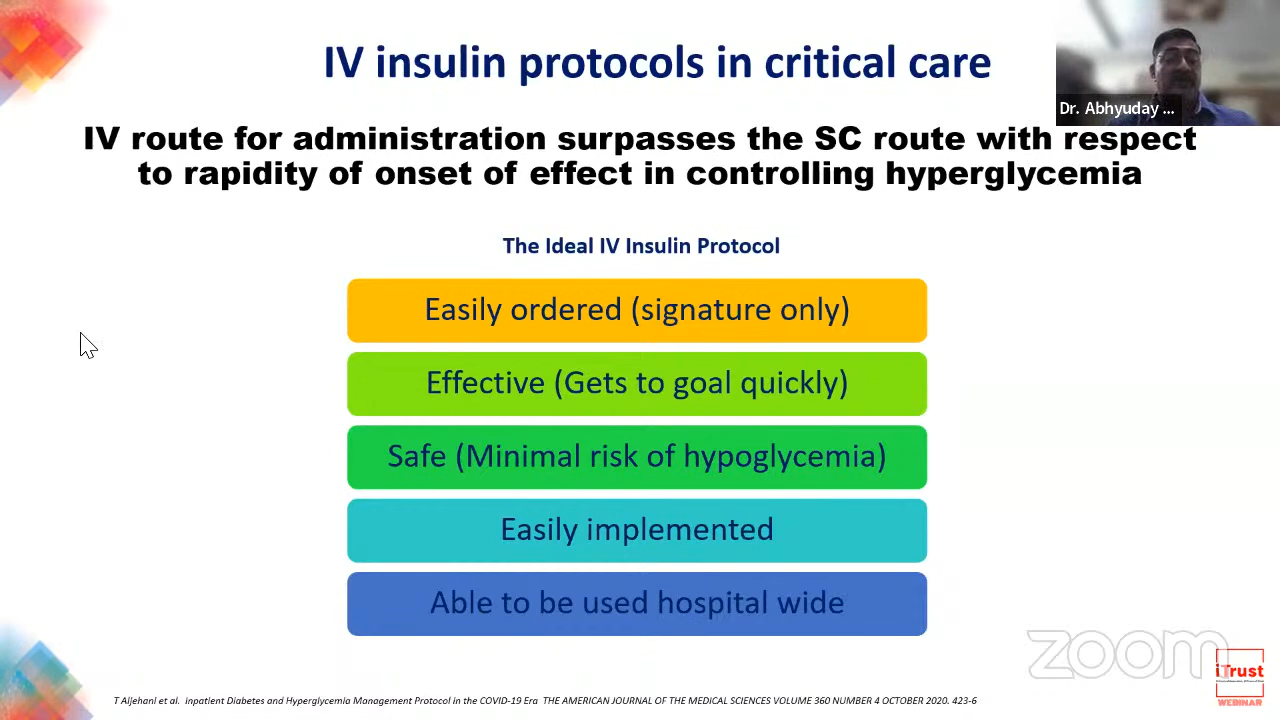 IV insulin protocols in critical care
Dr. Abhyuday ...
IV route for administration surpasses the SC route with respect
to rapidity of onset of effect in controlling hyperglycemia
The Ideal IV Insulin Protocol
Easily ordered (signature only)
Effective (Gets to goal quickly)
Safe (Minimal risk of hypoglycemia)
Easily implemented
Able to be used hospital wide
zoom
iTrust
WEBINAR
T Aljehani et al. inpatient Diabetes and Hyperglycemia Management Protocol in the COVID-19 Era THE AMERICAN JOURNAL OF THE MEDICAL SCIENCES VOLUME 360 NUMBER 4 OCTOBER 2020. 423-6